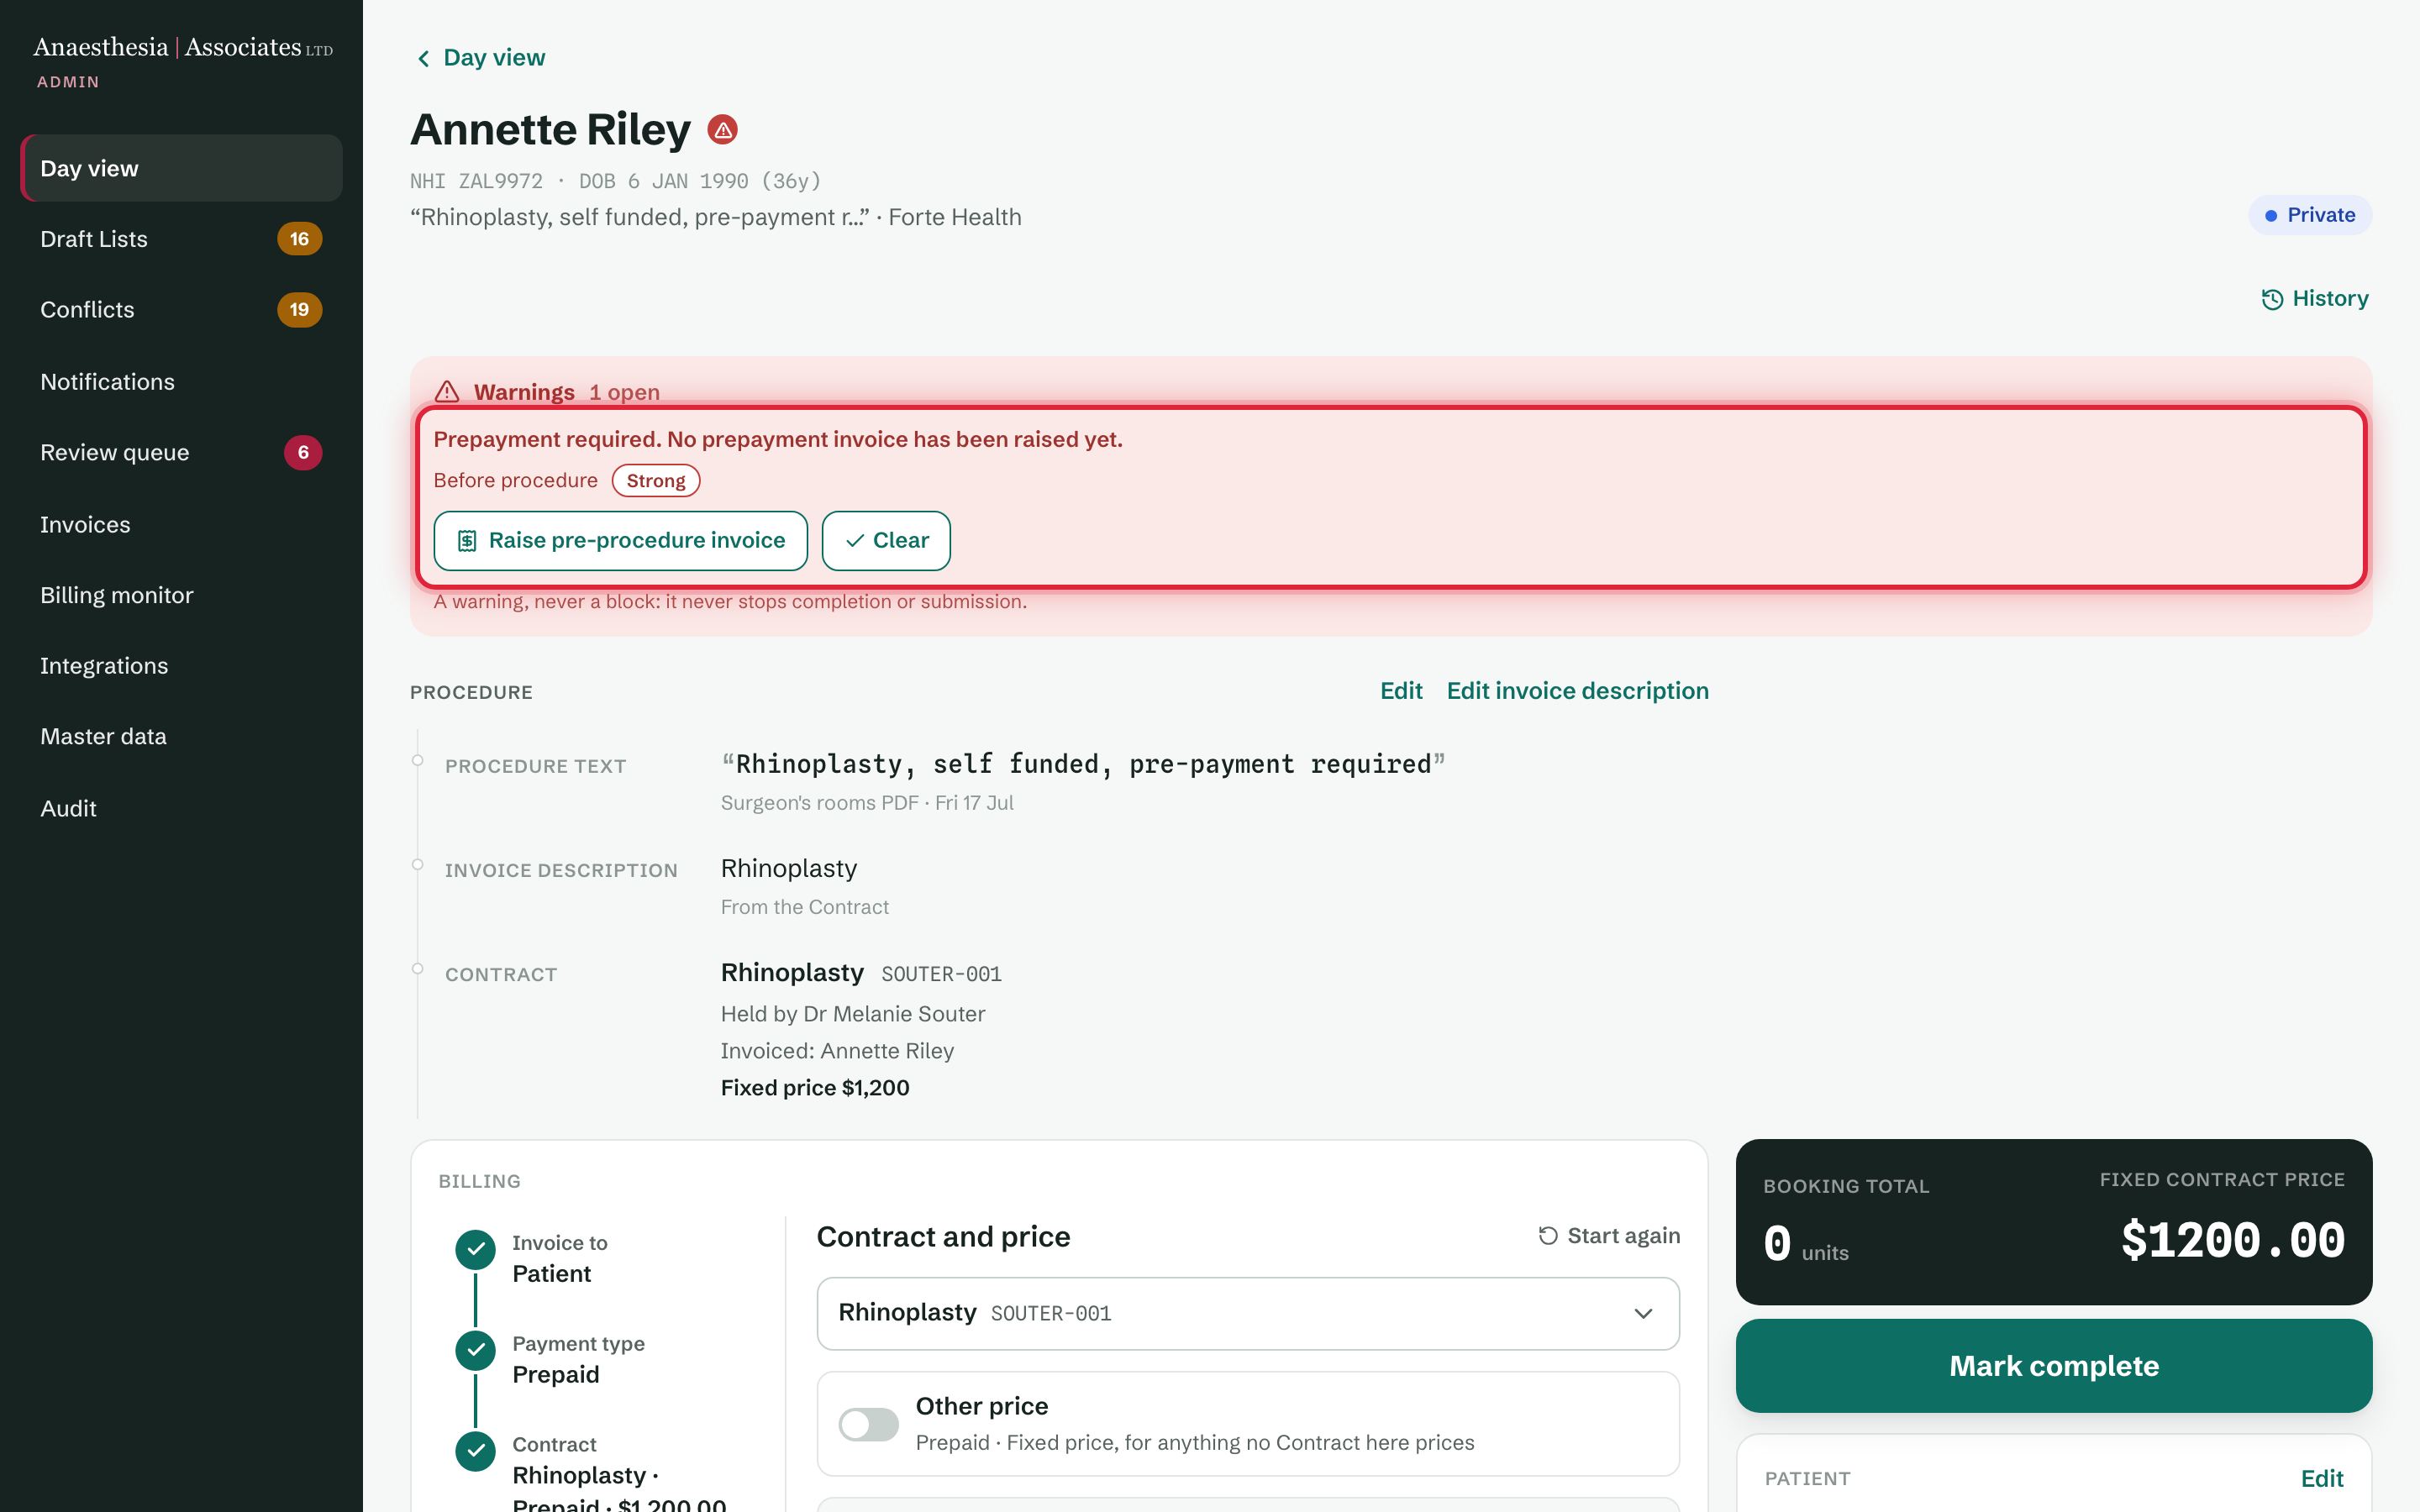 Anaesthesia | Associates LTD
ADMIN
Day view
Draft Lists 16
Conflicts 19
Notifications
Review queue 6
Invoices
Billing monitor
Integrations
Master data
Audit
Day view
Annette Riley
NHI ZAL9972 · DOB 6 JAN 1990 (36y)
“Rhinoplasty, self funded, pre-payment r…” · Forte Health
Private
History
Warnings 1 open
Prepayment required. No prepayment invoice has been raised yet.
Before procedure Strong
Raise pre-procedure invoice Clear
A warning, never a block: it never stops completion or submission.
PROCEDURE Edit Edit invoice description
PROCEDURE TEXT “Rhinoplasty, self funded, pre-payment required”
Surgeon's rooms PDF · Fri 17 Jul
INVOICE DESCRIPTION Rhinoplasty
From the Contract
CONTRACT Rhinoplasty SOUTER-001
Held by Dr Melanie Souter
Invoiced: Annette Riley
Fixed price $1,200
BILLING
Invoice to
Patient
Payment type
Prepaid
Contract
Rhinoplasty ·
Prepaid · $1,200.00
Contract and price Start again
Rhinoplasty SOUTER-001
Other price
Prepaid · Fixed price, for anything no Contract here prices
BOOKING TOTAL FIXED CONTRACT PRICE
0 units $1200.00
Mark complete
PATIENT Edit